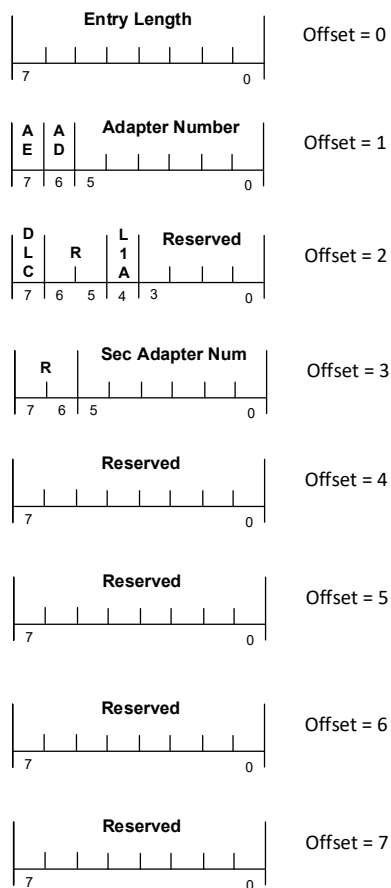 Entry Length
Offset = 0
7 0
A A Adapter Number
E D
Offset = 1
7 6 5 0
D L
L R 1 Reserved
C A
Offset = 2
7 6 5 4 3 0
Sec Adapter Num
R
Offset = 3
7 6 5 0
Reserved
Offset = 4
7 0
Reserved
Offset = 5
7 0
Reserved
Offset = 6
7 0
Reserved
Offset = 7
7 0